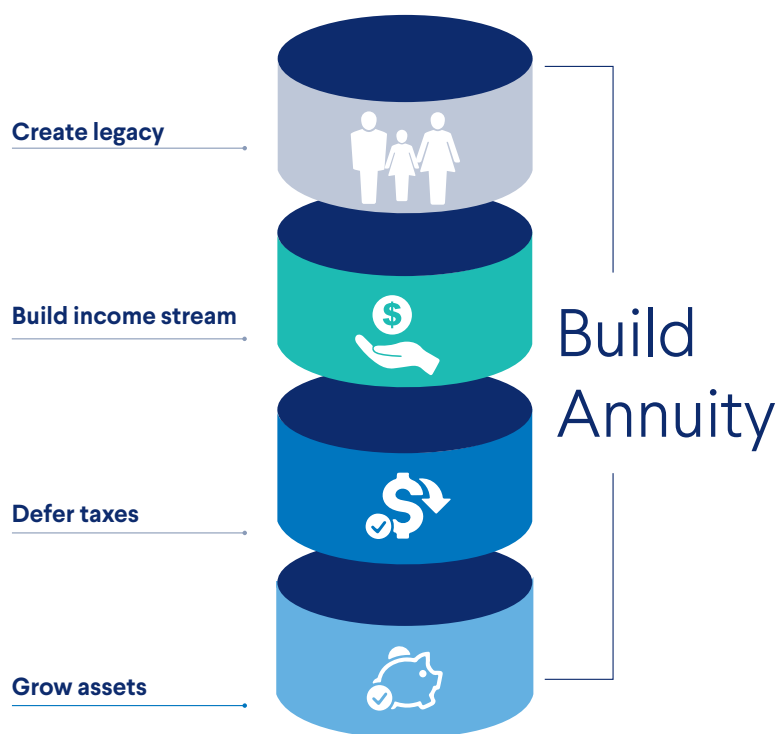 Create legacy
Build income stream
$
Build
Annuity
Defer taxes
$
Grow assets